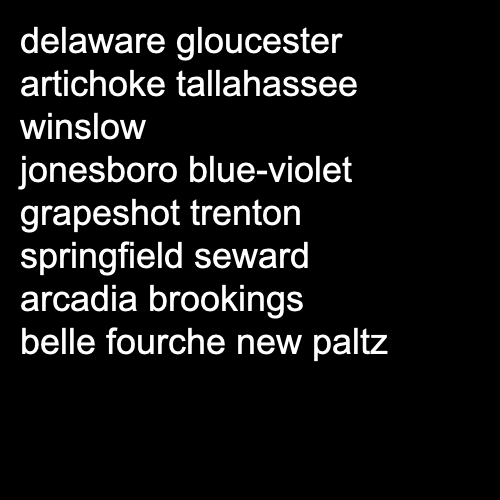 delaware gloucester
artichoke tallahassee
winslow
jonesboro blue-violet
grapeshot trenton
springfield seward
arcadia brookings
belle fourche new paltz